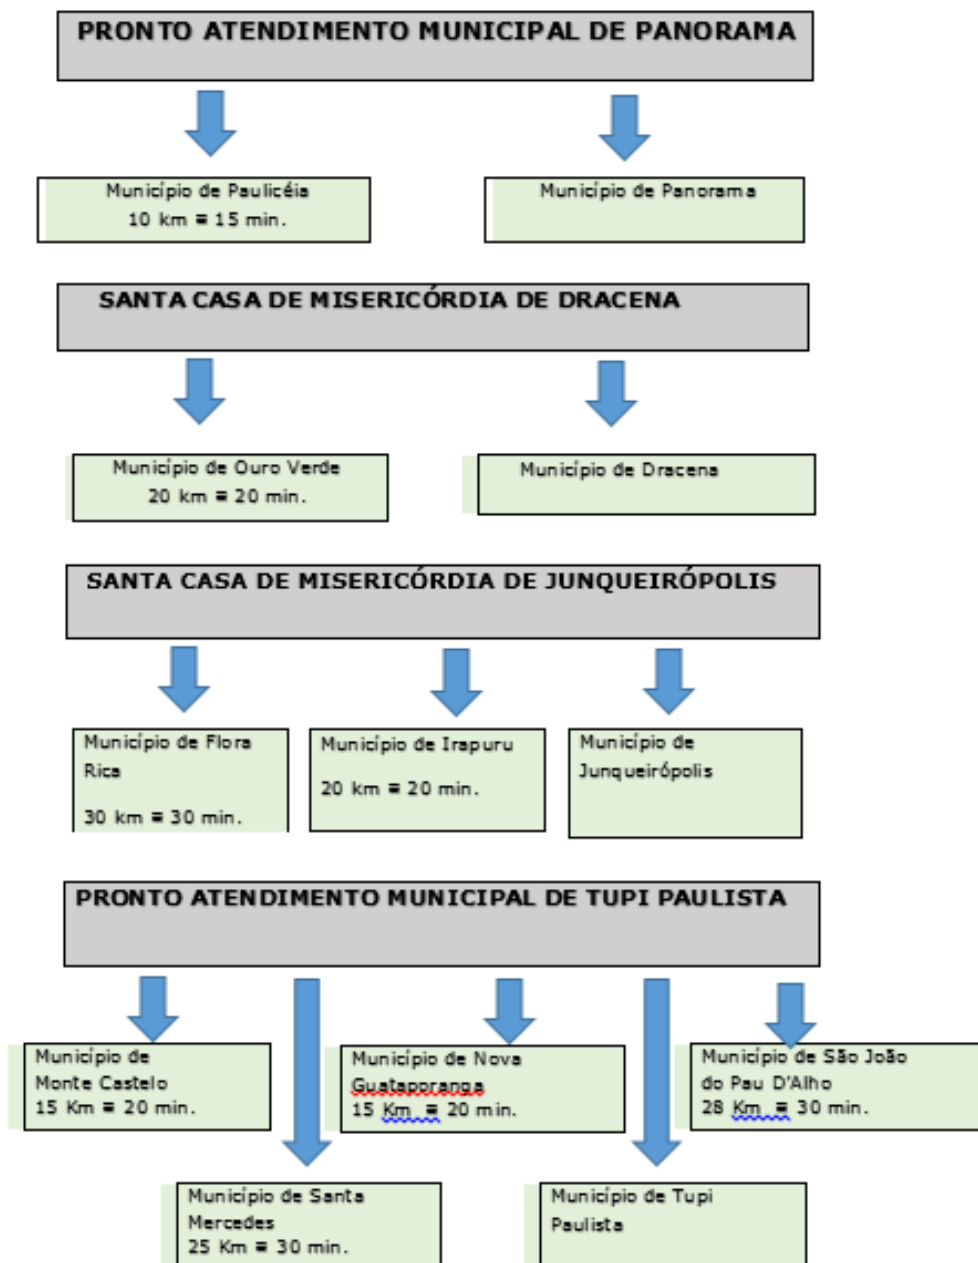 PRONTO ATENDIMENTO MUNICIPAL DE PANORAMA
Município de Paulicéia
10 km = 15 min.
Município de Panorama
SANTA CASA DE MISERICÓRDIA DE DRACENA
Município de Ouro Verde
20 km = 20 min.
Município de Dracena
SANTA CASA DE MISERICÓRDIA DE JUNQUEIRÓPOLIS
Município de Flora
Rica
30 km = 30 min.
Município de Irapuru
20 km = 20 min.
Município de
Junqueirópolis
PRONTO ATENDIMENTO MUNICIPAL DE TUPI PAULISTA
Município de
Monte Castelo
15 Km = 20 min.
Município de Nova
Guataporanga
15 Km = 20 min.
Município de São João
do Pau D'Alho
28 Km = 30 min.
Município de Santa
Mercedes
25 Km = 30 min.
Município de Tupi
Paulista